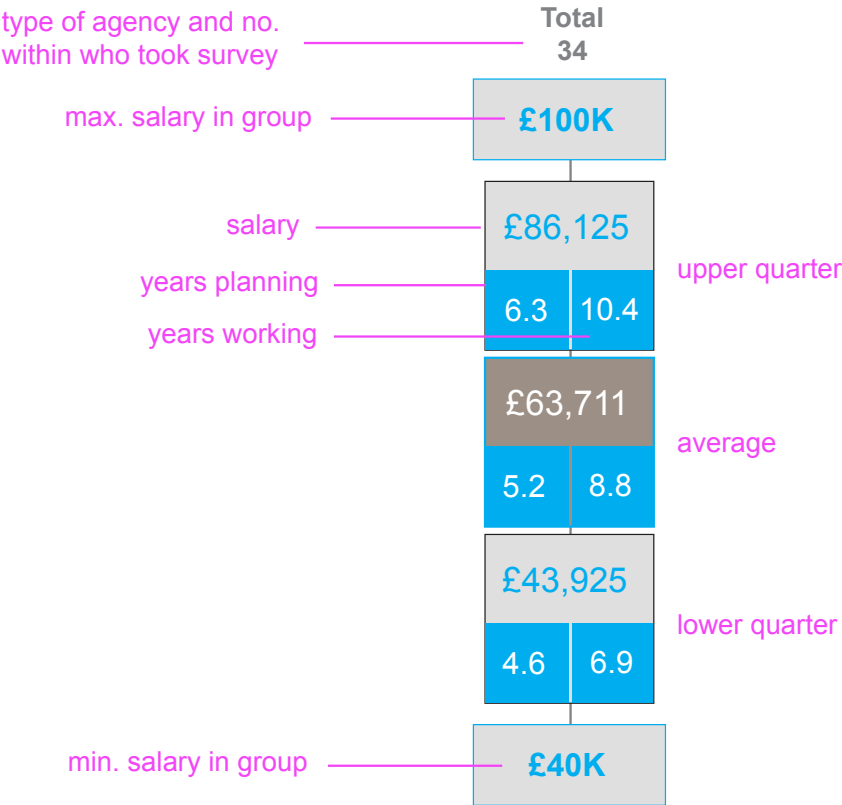 type of agency and no.
within who took survey
Total
34
max. salary in group
£100K
salary
£86,125
years planning
6.3 10.4
upper quarter
years working
£63,711
average
5.2 8.8
£43,925
lower quarter
4.6 6.9
min. salary in group
£40K